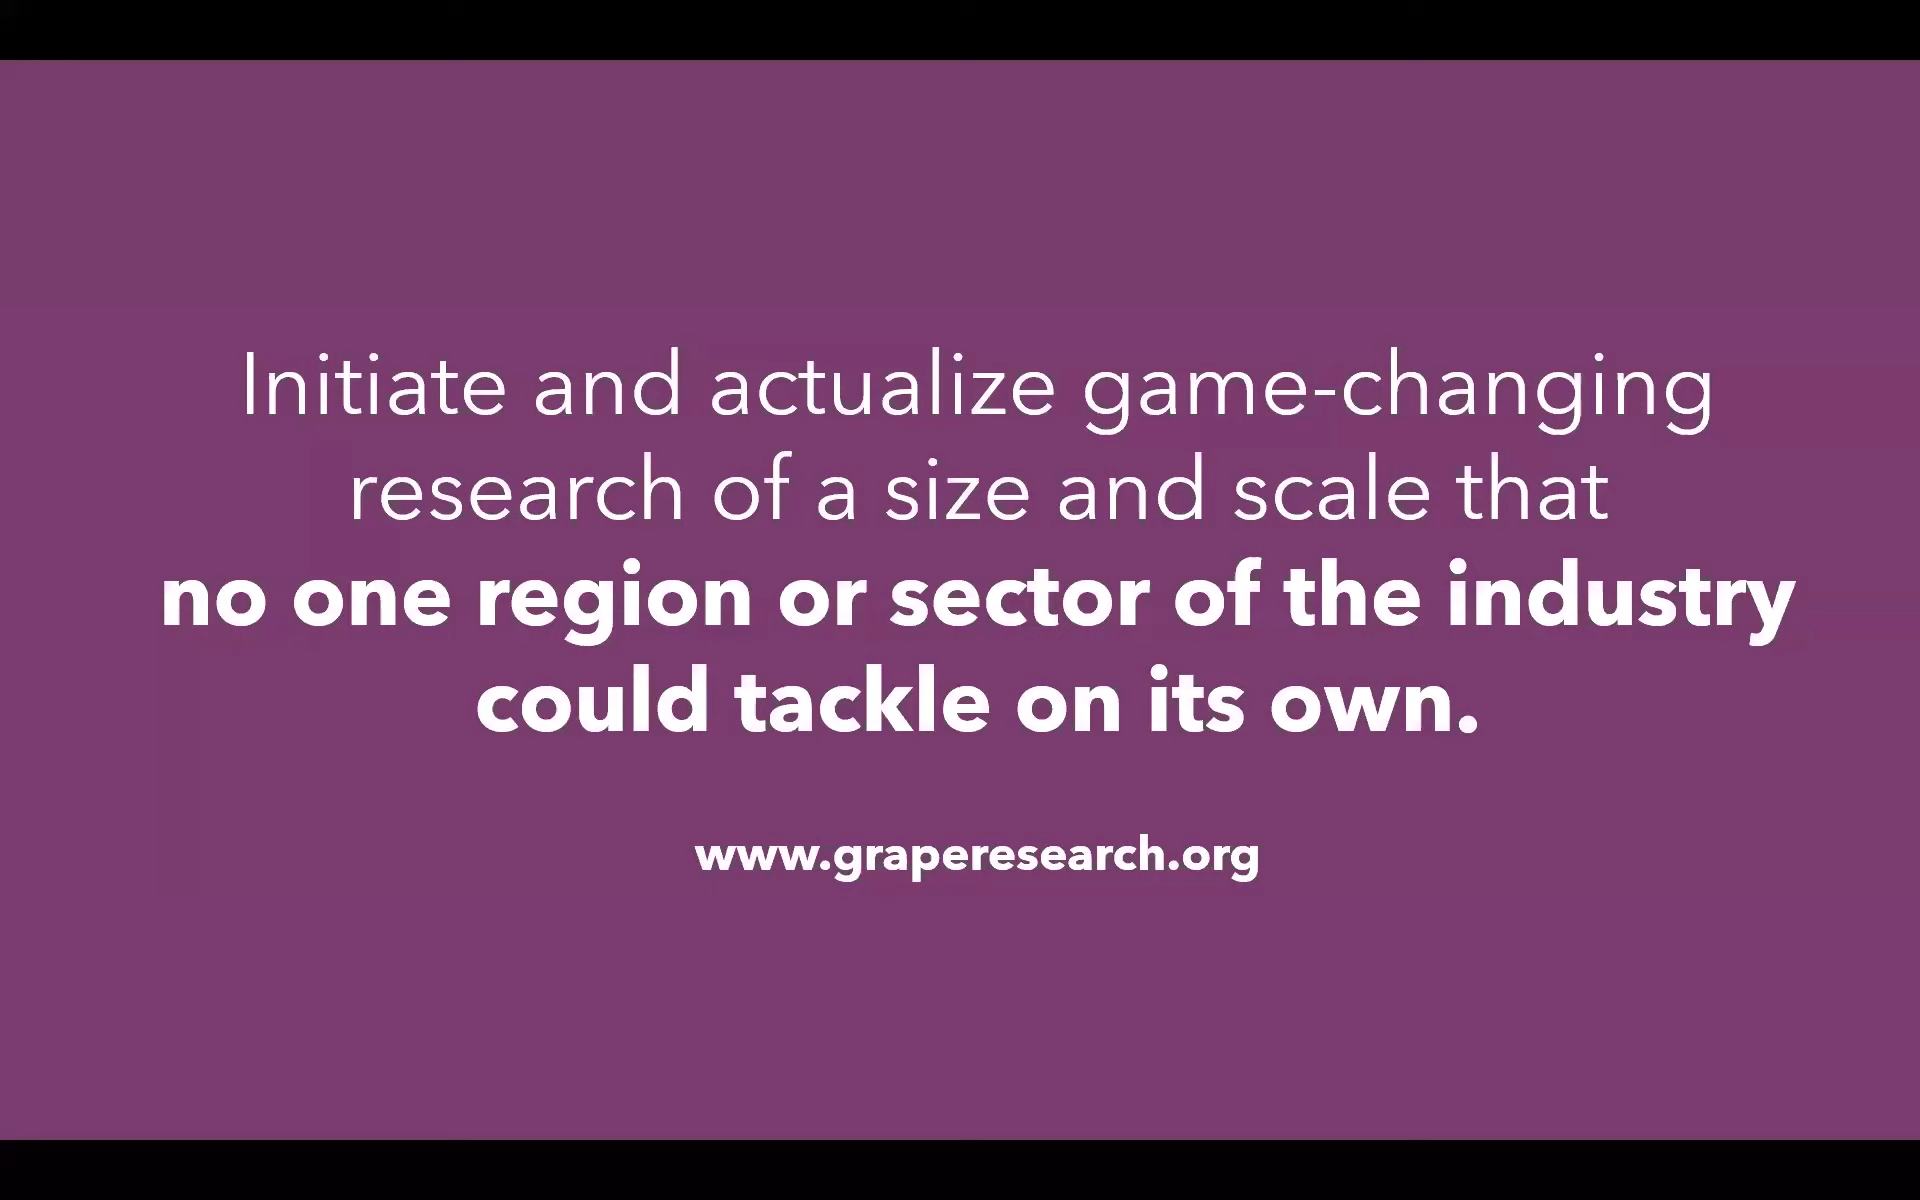 Initiate and actualize game-changing
research of a size and scale that
no one region or sector of the industry
could tackle on its own.
www.graperesearch.org